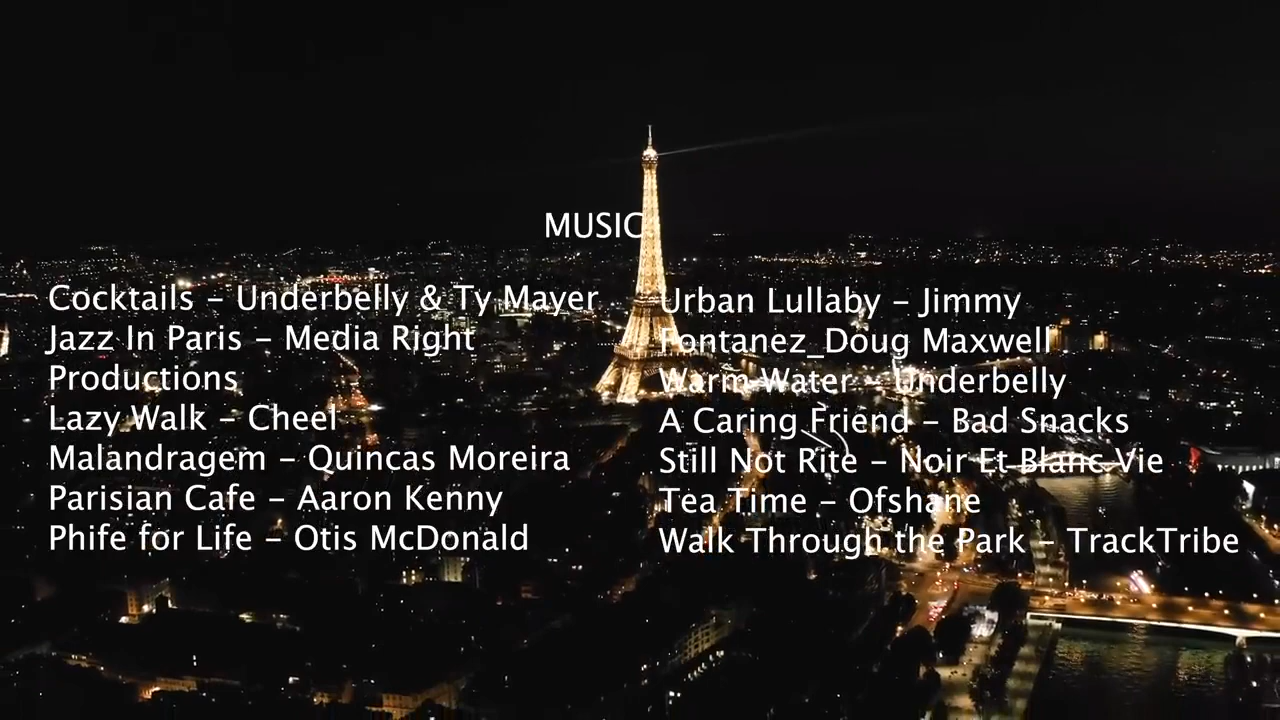 MUSIC
Cocktails – Underbelly & Ty Mayer
Jazz In Paris – Media Right
Productions
Lazy Walk – Cheel
Malandragem – Quincas Moreira
Parisian Cafe – Aaron Kenny
Phife for Life – Otis McDonald
Urban Lullaby – Jimmy
Fontanez_Doug Maxwell
Warm Water – Underbelly
A Caring Friend – Bad Snacks
Still Not Rite – Noir Et Blanc Vie
Tea Time – Ofshane
Walk Through the Park – TrackTribe